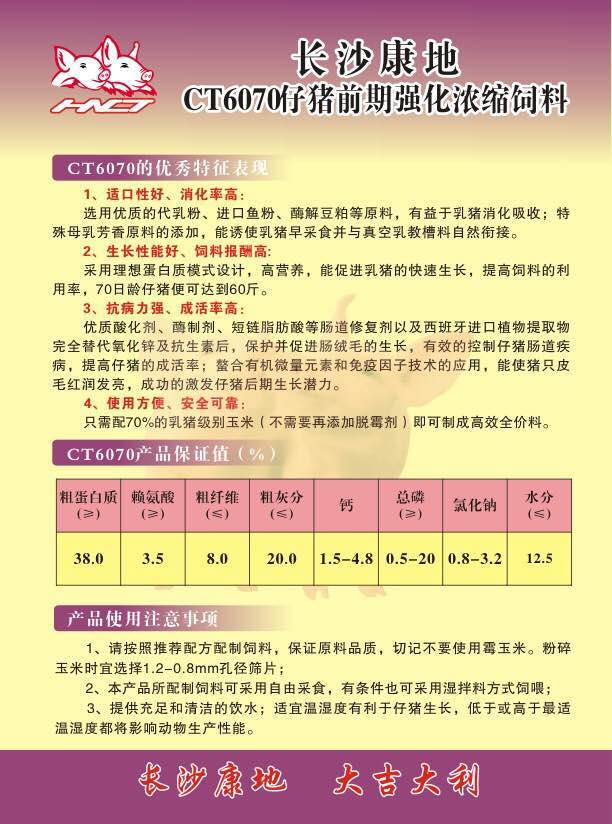 HNCT
长沙康地
CT6070仔猪前期强化浓缩饲料
CT6070的优秀特征表现
1、适口性好、消化率高：
选用优质的代乳粉、进口鱼粉、酶解豆粕等原料，有益于乳猪消化吸收；特
殊母乳芳香原料的添加，能诱使乳猪早采食并与真空乳教槽料自然衔接。
2、生长性能好、饲料报酬高:
采用理想蛋白质模式设计，高营养，能促进乳猪的快速生长，提高饲料的利
用率，70日龄仔猪便可达到60斤。
3、抗病力强、成活率高：
优质酸化剂、酶制剂、短链脂肪酸等肠道修复剂以及西班牙进口植物提取物
完全替代氧化锌及抗生素后，保护并促进肠绒毛的生长，有效的控制仔猪肠道疾
病，提高仔猪的成活率；螯合有机微量元素和免疫因子技术的应用，能使猪只皮
毛红润发亮，成功的激发仔猪后期生长潜力。
4、使用方便、安全可靠：
只需配70%的乳猪级别玉米（不需要再添加脱霉剂）即可制成高效全价料。
CT6070产品保证值（%）
粗蛋白质 赖氨酸 粗纤维 粗灰分 钙 总磷 氯化钠 水分
(≥) (≥) (≤) (≤) (≥) (≤)
38.0 3.5 8.0 20.0 1.5-4.8 0.5-20 0.8-3.2 12.5
产品使用注意事项
1、请按照推荐配方配制饲料，保证原料品质，切记不要使用霉玉米。粉碎
玉米时宜选择1.2-0.8mm孔径筛片；
2、本产品所配制饲料可采用自由采食，有条件也可采用湿拌料方式饲喂；
3、提供充足和清洁的饮水；适宜温湿度有利于仔猪生长，低于或高于最适
温湿度都将影响动物生产性能。
长沙康地 大吉大利